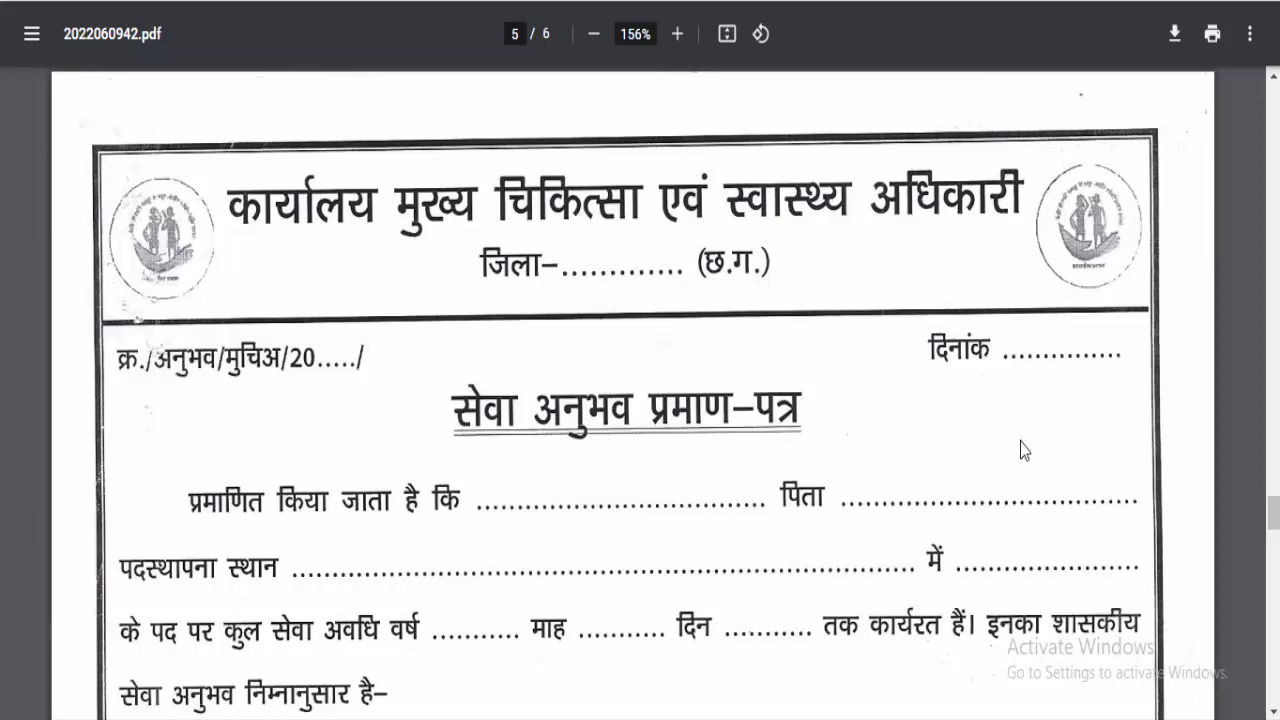 2022060942.pdf
5 / 6
156%
कार्यालय मुख्य चिकित्सा एवं स्वास्थ्य अधिकारी
जिला–............. (छ.ग.)
क्र./अनुभव/मुचिअ/20...../
दिनांक ...............
सेवा अनुभव प्रमाण–पत्र
प्रमाणित किया जाता है कि ................................... पिता ....................................
पदस्थापना स्थान ............................................................................ में ......................
के पद पर कुल सेवा अवधि वर्ष ........... माह ........... दिन ........... तक कार्यरत हैं। इनका शासकीय
सेवा अनुभव निम्नानुसार है–
Activate Windows
Go to Settings to activate Windows.